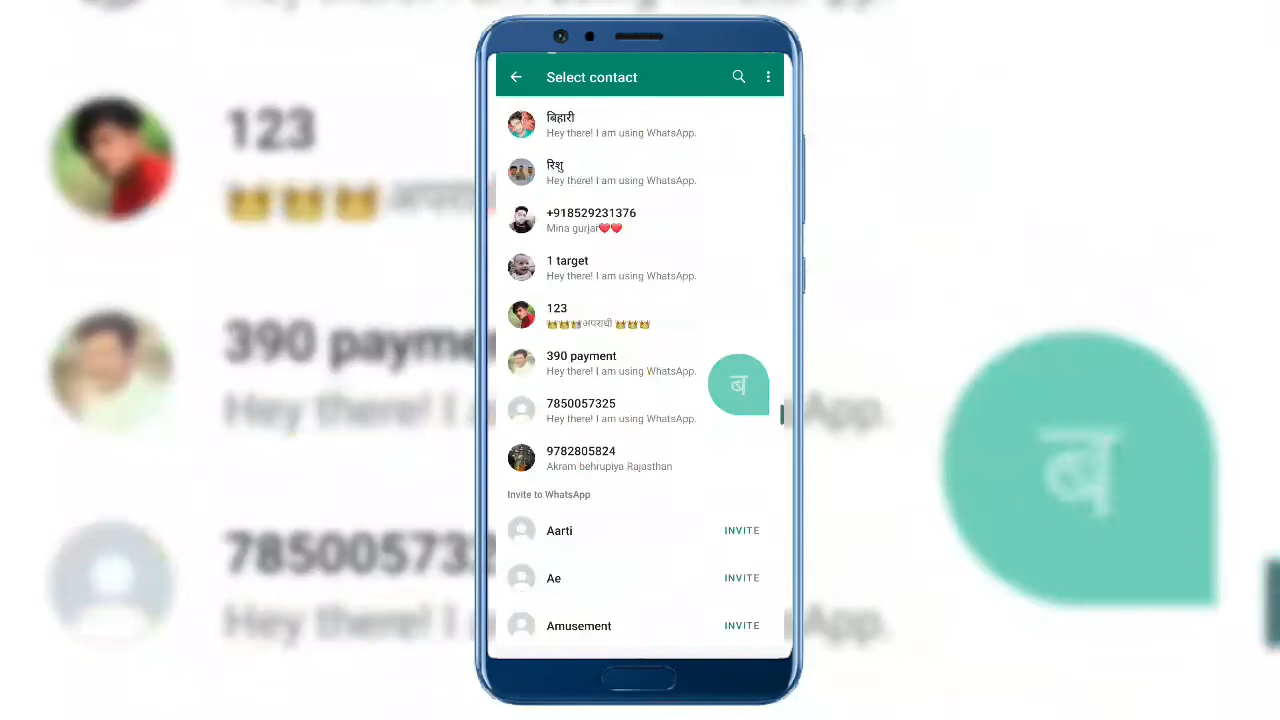 Select contact
बिहारी
Hey there! I am using WhatsApp.
रिशु
Hey there! I am using WhatsApp.
+918529231376
Mina gurjar❤️❤️
1 target
Hey there! I am using WhatsApp.
123
👑👑👑अपराधी 👑👑👑
390 payment
Hey there! I am using WhatsApp.
ब
7850057325
Hey there! I am using WhatsApp.
9782805824
Akram behrupiya Rajasthan
Invite to WhatsApp
Aarti
INVITE
Ae
INVITE
Amusement
INVITE
123
👑👑👑
390 payme
Hey there! I a
App.
ब
785005732
Hey there! I a
App.